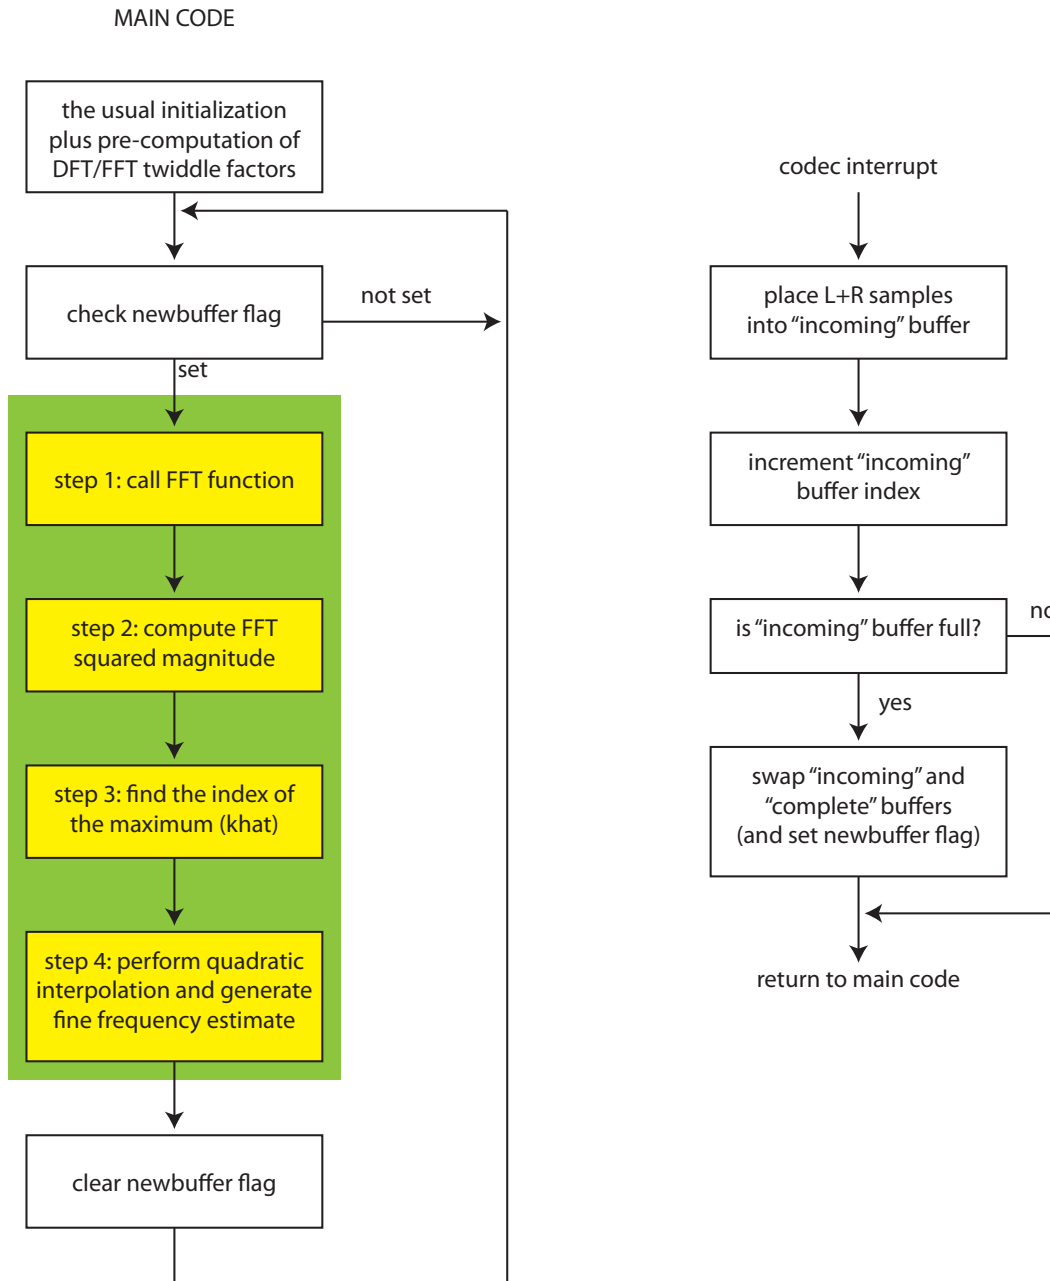 MAIN CODE
the usual initialization
plus pre-computation of
DFT/FFT twiddle factors
check newbuffer flag
not set
set
step 1: call FFT function
step 2: compute FFT
squared magnitude
step 3: find the index of
the maximum (khat)
step 4: perform quadratic
interpolation and generate
fine frequency estimate
clear newbuffer flag
codec interrupt
place L+R samples
into “incoming” buffer
increment “incoming”
buffer index
is “incoming” buffer full?
no
yes
swap “incoming” and
“complete” buffers
(and set newbuffer flag)
return to main code